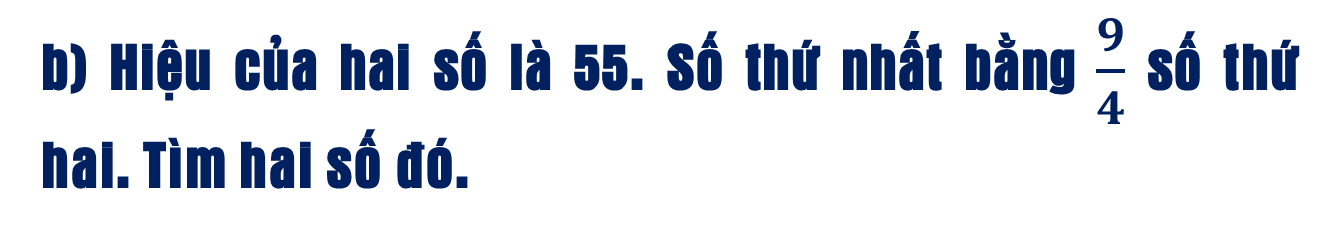 b) Hiệu của hai số là 55. Số thứ nhất bằng 9/4 số thứ
hai. Tìm hai số đó.